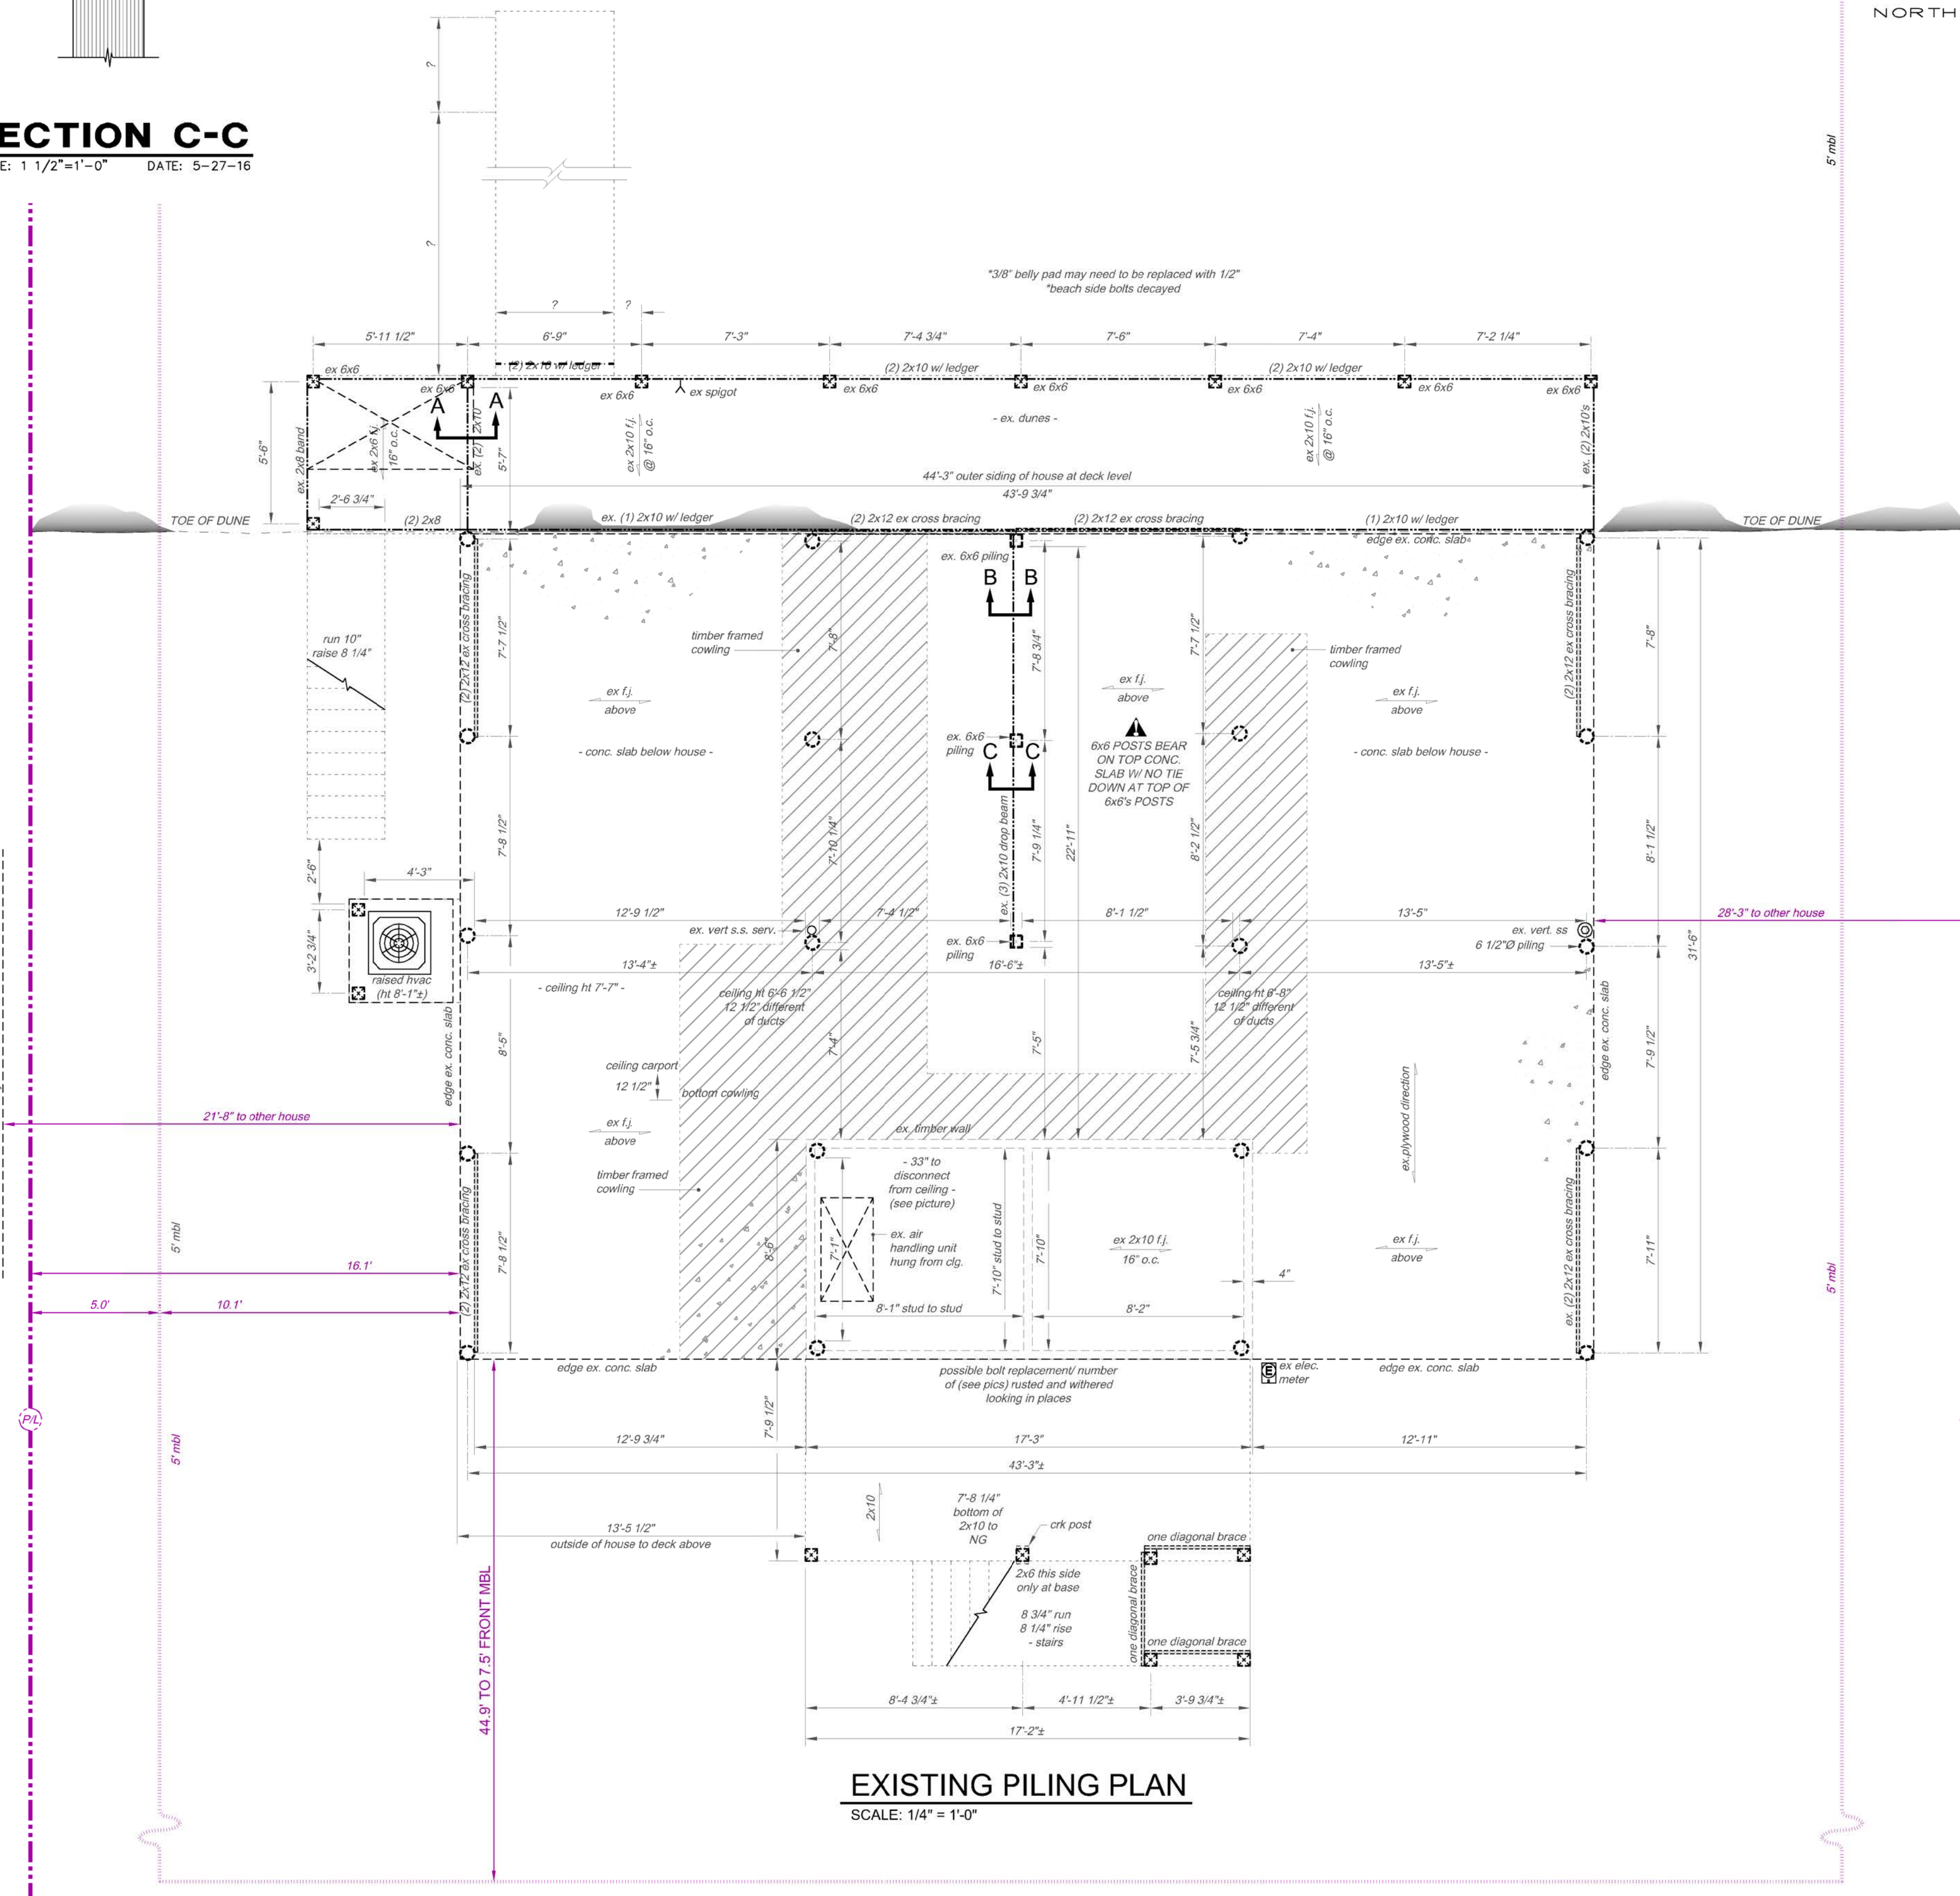 NORTH
ECTION C-C
E: 1 1/2"=1'-0" DATE: 5-27-16
5' mbl
?
?
*3/8" belly pad may need to be replaced with 1/2"
*beach side bolts decayed
? ?
5'-11 1/2" 6'-9" 7'-3" 7'-4 3/4" 7'-6" 7'-4" 7'-2 1/4"
(2) 2x10 w/ ledger (2) 2x10 w/ ledger (2) 2x10 w/ ledger
ex 6x6 ex 6x6 ex 6x6 ex spigot ex 6x6 ex 6x6 ex 6x6 ex 6x6 ex 6x6
A A
- ex. dunes -
5'-6"
ex. 2x8 band
ex 2x6 f.j.
16" o.c.
ex. (2) 2x10
5'-7"
ex 2x10 f.j.
@ 16" o.c.
ex 2x10 f.j.
@ 16" o.c.
ex. (2) 2x10's
44'-3" outer siding of house at deck level
43'-9 3/4"
2'-6 3/4"
TOE OF DUNE (2) 2x8 ex. (1) 2x10 w/ ledger (2) 2x12 ex cross bracing (2) 2x12 ex cross bracing (1) 2x10 w/ ledger TOE OF DUNE
edge ex. conc. slab
ex. 6x6 piling
B B
(2) 2x12 ex cross bracing
7'-7 1/2"
7'-8"
7'-8 3/4"
7'-7 1/2"
(2) 2x12 ex cross bracing
7'-8"
run 10"
raise 8 1/4"
timber framed
cowling
timber framed
cowling
ex f.j.
above
ex f.j.
above
ex f.j.
above
- conc. slab below house -
ex. 6x6
piling
C C
6x6 POSTS BEAR
ON TOP CONC.
SLAB W/ NO TIE
DOWN AT TOP OF
6x6's POSTS
- conc. slab below house -
7'-8 1/2"
7'-10 1/4"
ex. (3) 2x10 drop beam
7'-9 1/4"
22'-11"
8'-2 1/2"
8'-1 1/2"
2'-6"
4'-3"
3'-2 3/4"
raised hvac
(ht 8'-1"±)
12'-9 1/2" 7'-4 1/2" 8'-1 1/2" 13'-5"
28'-3" to other house
ex. vert s.s. serv.
ex. 6x6
piling
ex. vert. ss
6 1/2"Ø piling
31'-6"
13'-4"± 16'-6"± 13'-5"±
- ceiling ht 7'-7" -
ceiling ht 6'-6 1/2"
12 1/2" different
of ducts
ceiling ht 6'-8"
12 1/2" different
of ducts
edge ex. conc. slab
8'-5"
7'-4"
7'-5"
7'-5 3/4"
edge ex. conc. slab
7'-9 1/2"
ceiling carport
12 1/2"
bottom cowling
ex.plywood direction
21'-8" to other house
ex f.j.
above
ex. timber wall
timber framed
cowling
- 33" to
disconnect
from ceiling -
(see picture)
ex. air
handling unit
hung from clg.
(2) 2x12 ex cross bracing
7'-8 1/2"
8'-6"
7'-1"
7'-10" stud to stud
7'-10"
ex 2x10 f.j.
16" o.c.
ex f.j.
above
4"
ex. (2) 2x12 ex cross bracing
7'-11"
5' mbl
5' mbl
16.1'
5.0' 10.1'
8'-1" stud to stud 8'-2"
edge ex. conc. slab
possible bolt replacement/ number
of (see pics) rusted and withered
looking in places
E
ex elec.
meter
edge ex. conc. slab
P/L
5' mbl
7'-9 1/2"
12'-9 3/4" 17'-3" 12'-11"
43'-3"±
2x10
7'-8 1/4"
bottom of
2x10 to
NG
crk post
13'-5 1/2"
outside of house to deck above
one diagonal brace
one diagonal brace
2x6 this side
only at base
8 3/4" run
8 1/4" rise
- stairs
one diagonal brace
44.9' TO 7.5' FRONT MBL
8'-4 3/4"± 4'-11 1/2"± 3'-9 3/4"±
17'-2"±
EXISTING PILING PLAN
SCALE: 1/4" = 1'-0"